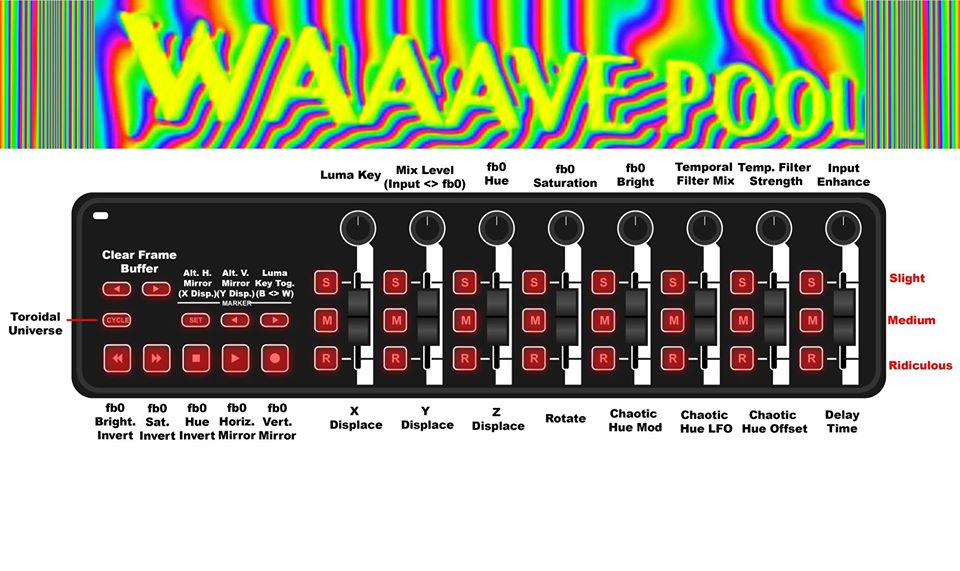 WAAAVE POOL
Luma Key
Mix Level
(Input <> fb0)
fb0
Hue
fb0
Saturation
fb0
Bright
Temporal
Filter Mix
Temp. Filter
Strength
Input
Enhance
Clear Frame
Buffer
Alt. H.
Mirror
(X Disp.)
Alt. V.
Mirror
(Y Disp.)
Luma
Key Tog.
(B <> W)
MARKER
Toroidal
Universe
CYCLE
SET
S S S S S S S S
M M M M M M M M
R R R R R R R R
Slight
Medium
Ridiculous
fb0
Bright.
Invert
fb0
Sat.
Invert
fb0
Hue
Invert
fb0
Horiz.
Mirror
fb0
Vert.
Mirror
X
Displace
Y
Displace
Z
Displace
Rotate
Chaotic
Hue Mod
Chaotic
Hue LFO
Chaotic
Hue Offset
Delay
Time